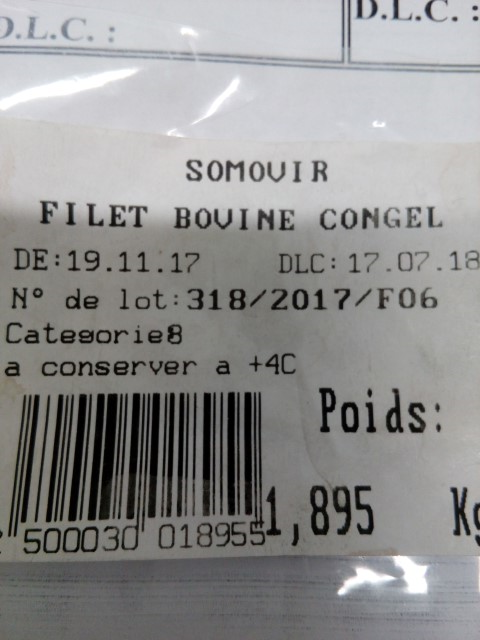 D.L.C. :
D.L.C. :
SOMOVIR
FILET BOVINE CONGEL
DE:19.11.17 DLC:17.07.18
N° de lot:318/2017/F06
Categorie8
a conserver a +4C
Poids:
500030 018955
1,895 Kg